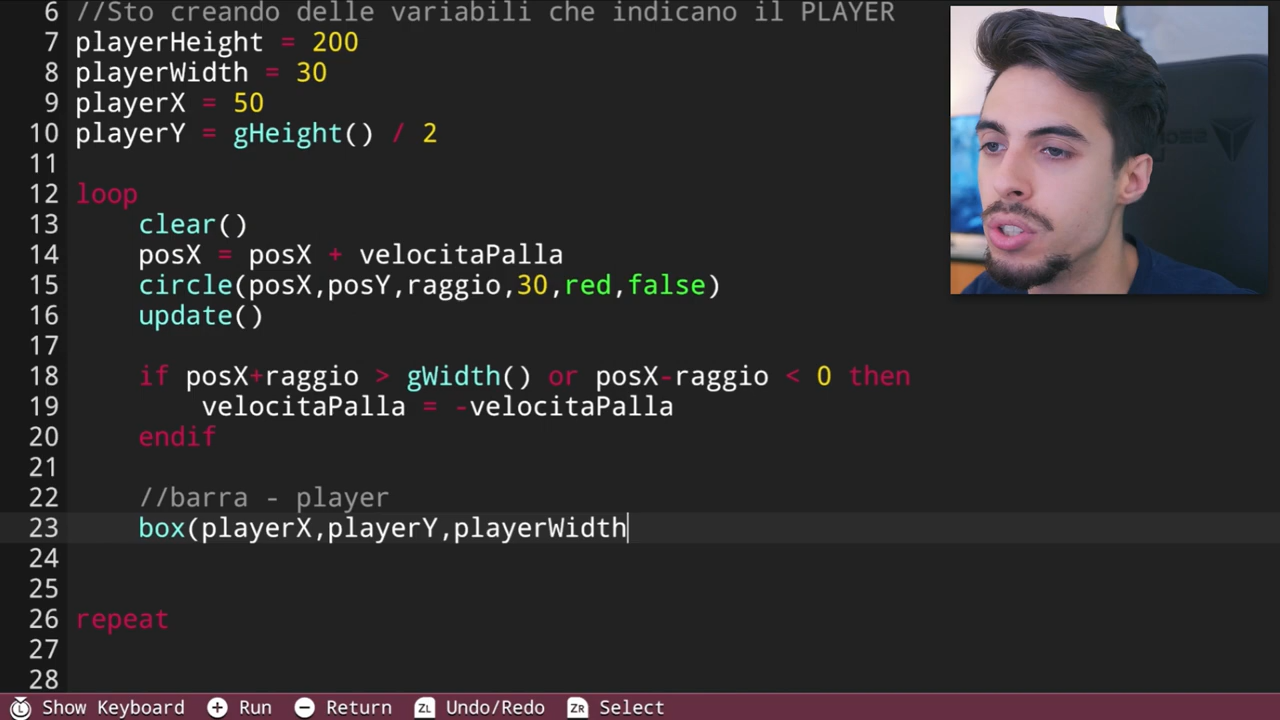 6 //Sto creando delle variabili che indicano il PLAYER
7 playerHeight = 200
8 playerWidth = 30
9 playerX = 50
10 playerY = gHeight() / 2
11
12 loop
13 clear()
14 posX = posX + velocitaPalla
15 circle(posX,posY,raggio,30,red,false)
16 update()
17
18 if posX+raggio > gWidth() or posX-raggio < 0 then
19 velocitaPalla = -velocitaPalla
20 endif
21
22 //barra - player
23 box(playerX,playerY,playerWidth
24
25
26 repeat
27
28
Show Keyboard + Run - Return ZL Undo/Redo ZR Select